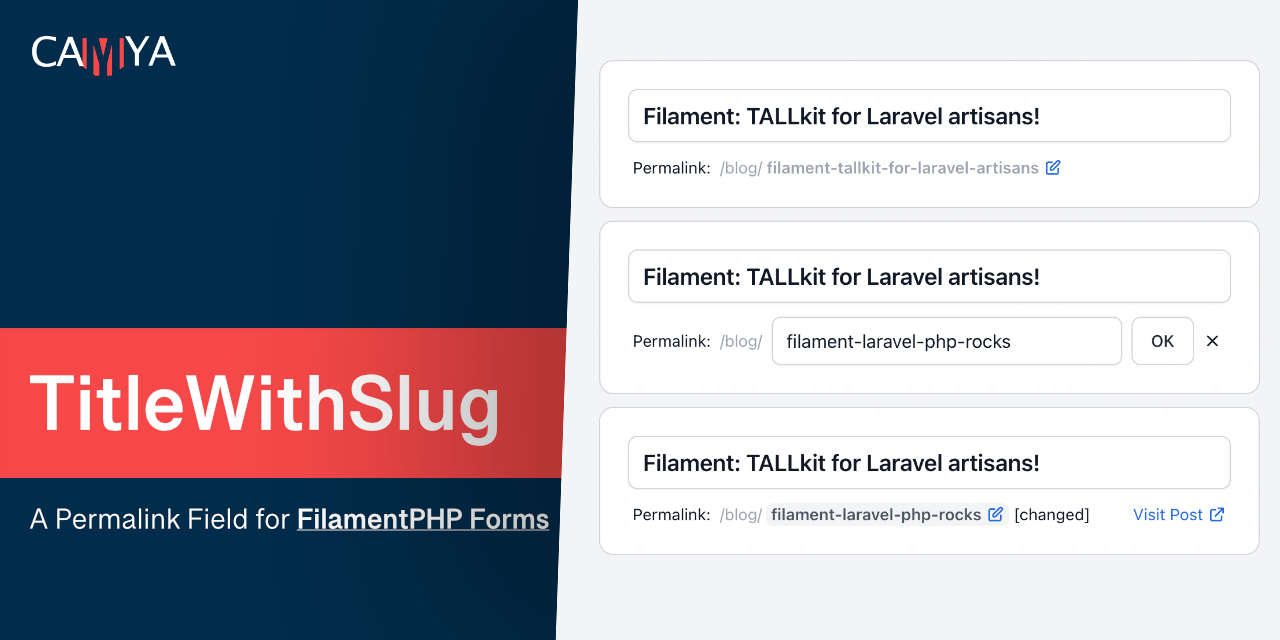 CAMYA
TitleWithSlug
A Permalink Field for FilamentPHP Forms
Filament: TALLkit for Laravel artisans!
Permalink: /blog/ filament-tallkit-for-laravel-artisans
Filament: TALLkit for Laravel artisans!
Permalink: /blog/ filament-laravel-php-rocks OK ×
Filament: TALLkit for Laravel artisans!
Permalink: /blog/ filament-laravel-php-rocks [changed] Visit Post